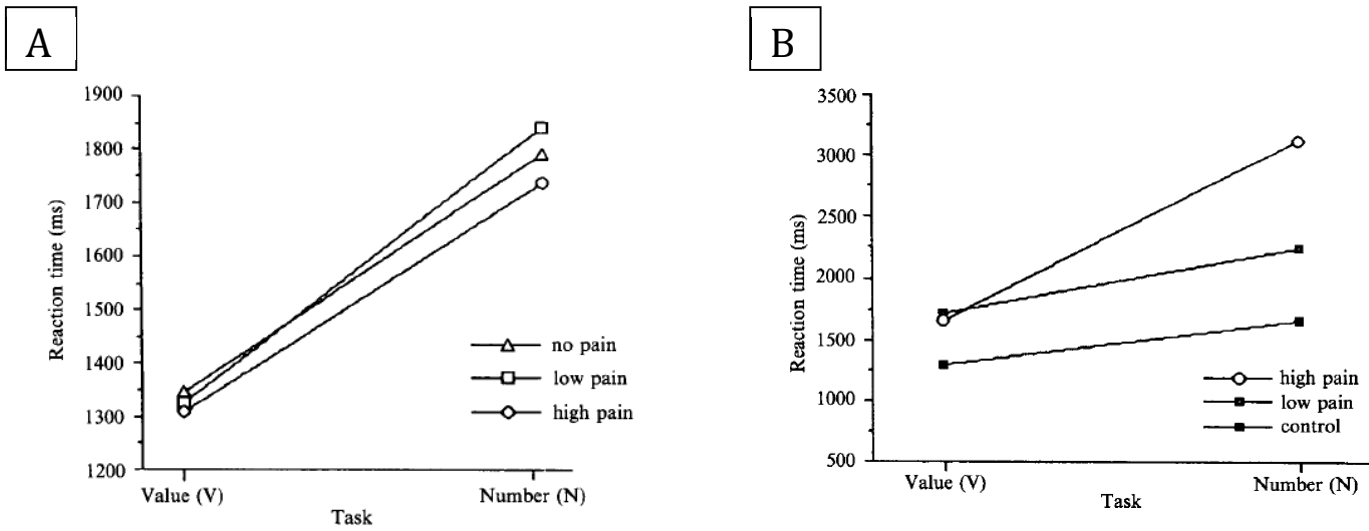 A
Reaction time (ms)
1900
1800
1700
1600
1500
1400
1300
1200
no pain
low pain
high pain
Value (V)
Number (N)
Task
B
Reaction time (ms)
3500
3000
2500
2000
1500
1000
500
high pain
low pain
control
Value (V)
Number (N)
Task